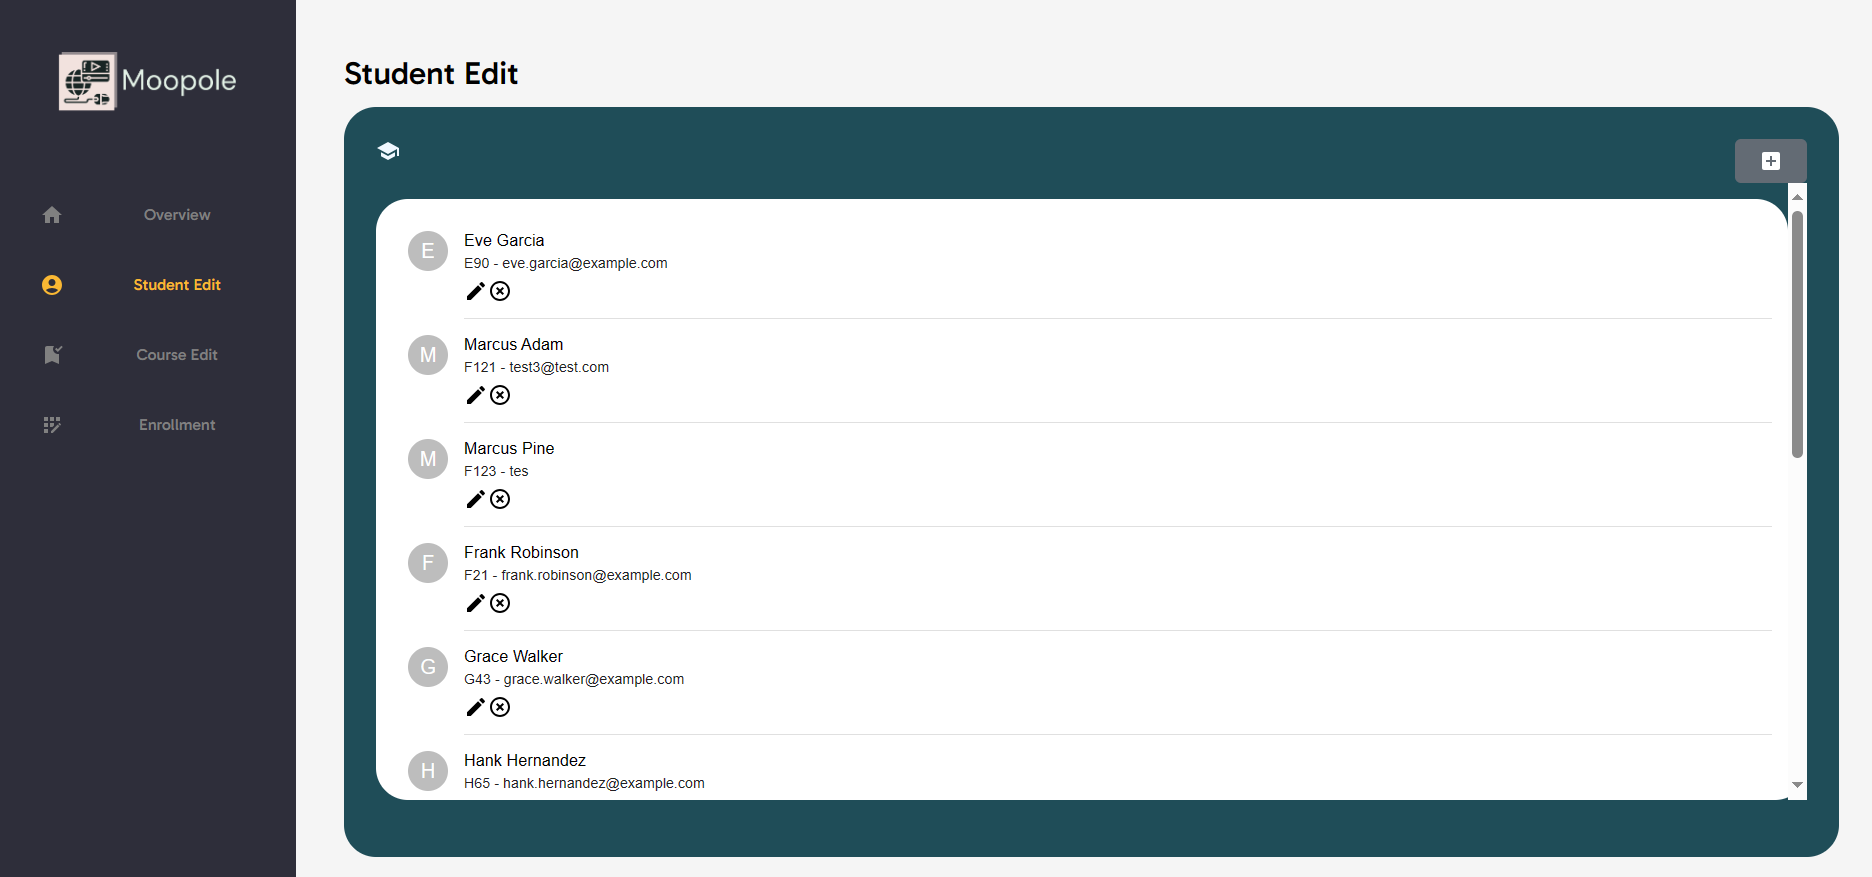 Moopole
Overview
Student Edit
Course Edit
Enrollment
Student Edit
E
Eve Garcia
E90 - eve.garcia@example.com
M
Marcus Adam
F121 - test3@test.com
M
Marcus Pine
F123 - tes
F
Frank Robinson
F21 - frank.robinson@example.com
G
Grace Walker
G43 - grace.walker@example.com
H
Hank Hernandez
H65 - hank.hernandez@example.com